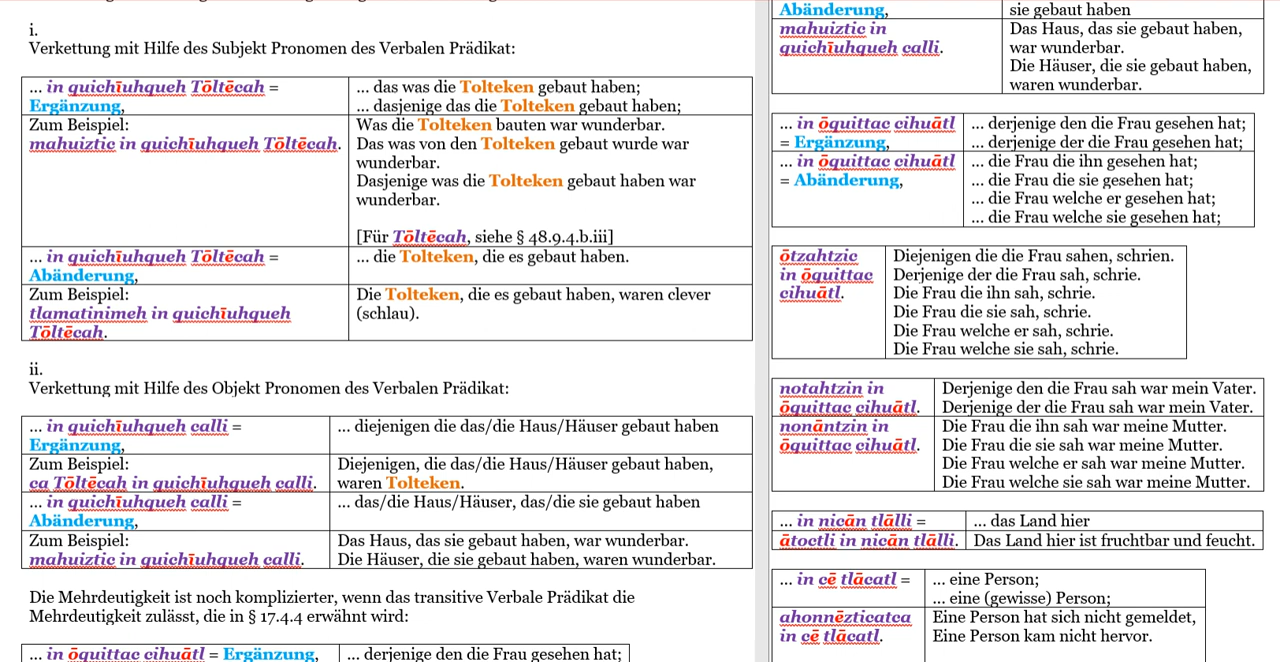 i.
Verkettung mit Hilfe des Subjekt Pronomen des Verbalen Prädikat:
... in quichīuhqueh Tōltēcah =
Ergänzung,
... das was die Tolteken gebaut haben;
... dasjenige das die Tolteken gebaut haben;
Zum Beispiel:
mahuiztic in quichīuhqueh Tōltēcah.
Was die Tolteken bauten war wunderbar.
Das was von den Tolteken gebaut wurde war
wunderbar.
Dasjenige was die Tolteken gebaut haben war
wunderbar.
[Für Tōltēcah, siehe § 48.9.4.b.iii]
... in quichīuhqueh Tōltēcah =
Abänderung,
... die Tolteken, die es gebaut haben.
Zum Beispiel:
tlamatinimeh in quichīuhqueh
Tōltēcah.
Die Tolteken, die es gebaut haben, waren clever
(schlau).
ii.
Verkettung mit Hilfe des Objekt Pronomen des Verbalen Prädikat:
... in quichīuhqueh calli =
Ergänzung,
... diejenigen die das/die Haus/Häuser gebaut haben
Zum Beispiel:
ca Tōltēcah in quichīuhqueh calli.
Diejenigen, die das/die Haus/Häuser gebaut haben,
waren Tolteken.
... in quichīuhqueh calli =
Abänderung,
... das/die Haus/Häuser, das/die sie gebaut haben
Zum Beispiel:
mahuiztic in quichīuhqueh calli.
Das Haus, das sie gebaut haben, war wunderbar.
Die Häuser, die sie gebaut haben, waren wunderbar.
Die Mehrdeutigkeit ist noch komplizierter, wenn das transitive Verbale Prädikat die
Mehrdeutigkeit zulässt, die in § 17.4.4 erwähnt wird:
... in ōquittac cihuātl = Ergänzung,
... derjenige den die Frau gesehen hat;
Abänderung,
sie gebaut haben
mahuiztic in
quichīuhqueh calli.
Das Haus, das sie gebaut haben,
war wunderbar.
Die Häuser, die sie gebaut haben,
waren wunderbar.
... in ōquittac cihuātl
= Ergänzung,
... derjenige den die Frau gesehen hat;
... derjenige der die Frau gesehen hat;
... in ōquittac cihuātl
= Abänderung,
... die Frau die ihn gesehen hat;
... die Frau die sie gesehen hat;
... die Frau welche er gesehen hat;
... die Frau welche sie gesehen hat;
ōtzahtzic
in ōquittac
cihuātl.
Diejenigen die die Frau sahen, schrien.
Derjenige der die Frau sah, schrie.
Die Frau die ihn sah, schrie.
Die Frau die sie sah, schrie.
Die Frau welche er sah, schrie.
Die Frau welche sie sah, schrie.
notahtzin in
ōquittac cihuātl.
Derjenige den die Frau sah war mein Vater.
Derjenige der die Frau sah war mein Vater.
nonāntzin in
ōquittac cihuātl.
Die Frau die ihn sah war meine Mutter.
Die Frau die sie sah war meine Mutter.
Die Frau welche er sah war meine Mutter.
Die Frau welche sie sah war meine Mutter.
... in nicān tlālli =
... das Land hier
ātoctli in nicān tlālli.
Das Land hier ist fruchtbar und feucht.
... in cē tlācatl =
... eine Person;
... eine (gewisse) Person;
ahonnēzticatca
in cē tlācatl.
Eine Person hat sich nicht gemeldet,
Eine Person kam nicht hervor.